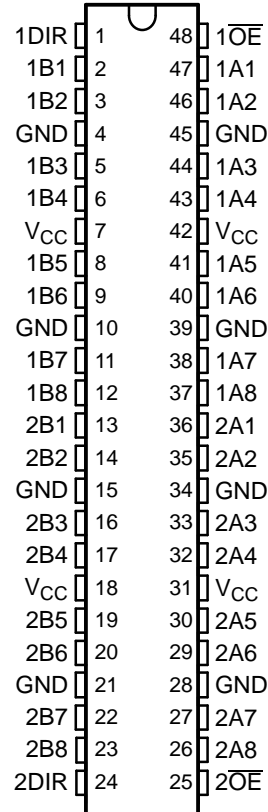 1DIR 1 48 1O̅E̅
1B1 2 47 1A1
1B2 3 46 1A2
GND 4 45 GND
1B3 5 44 1A3
1B4 6 43 1A4
VCC 7 42 VCC
1B5 8 41 1A5
1B6 9 40 1A6
GND 10 39 GND
1B7 11 38 1A7
1B8 12 37 1A8
2B1 13 36 2A1
2B2 14 35 2A2
GND 15 34 GND
2B3 16 33 2A3
2B4 17 32 2A4
VCC 18 31 VCC
2B5 19 30 2A5
2B6 20 29 2A6
GND 21 28 GND
2B7 22 27 2A7
2B8 23 26 2A8
2DIR 24 25 2O̅E̅